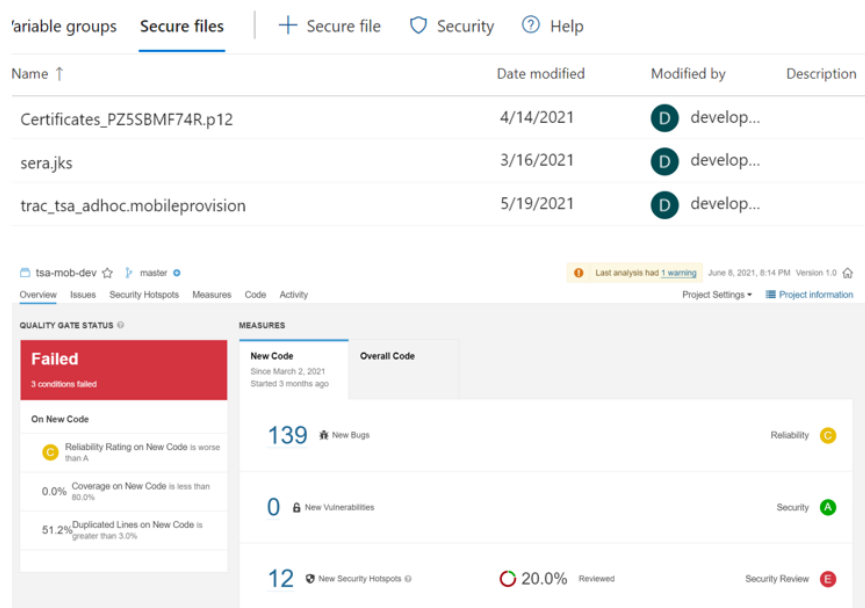 Variable groups Secure files + Secure file Security ? Help
Name ↑ Date modified Modified by Description
Certificates_PZ5SBMF74R.p12 4/14/2021 D develop...
sera.jks 3/16/2021 D develop...
trac_tsa_adhoc.mobileprovision 5/19/2021 D develop...
tsa-mob-dev master Last analysis had 1 warning June 8, 2021, 8:14 PM Version 1.0
Overview Issues Security Hotspots Measures Code Activity Project Settings Project information
QUALITY GATE STATUS ? MEASURES
Failed
3 conditions failed
New Code Overall Code
Since March 2, 2021
Started 3 months ago
On New Code
C Reliability Rating on New Code is worse
than A
0.0% Coverage on New Code is less than
80.0%
51.2% Duplicated Lines on New Code is
greater than 3.0%
139 New Bugs Reliability C
0 New Vulnerabilities Security A
12 New Security Hotspots ? 20.0% Reviewed Security Review E